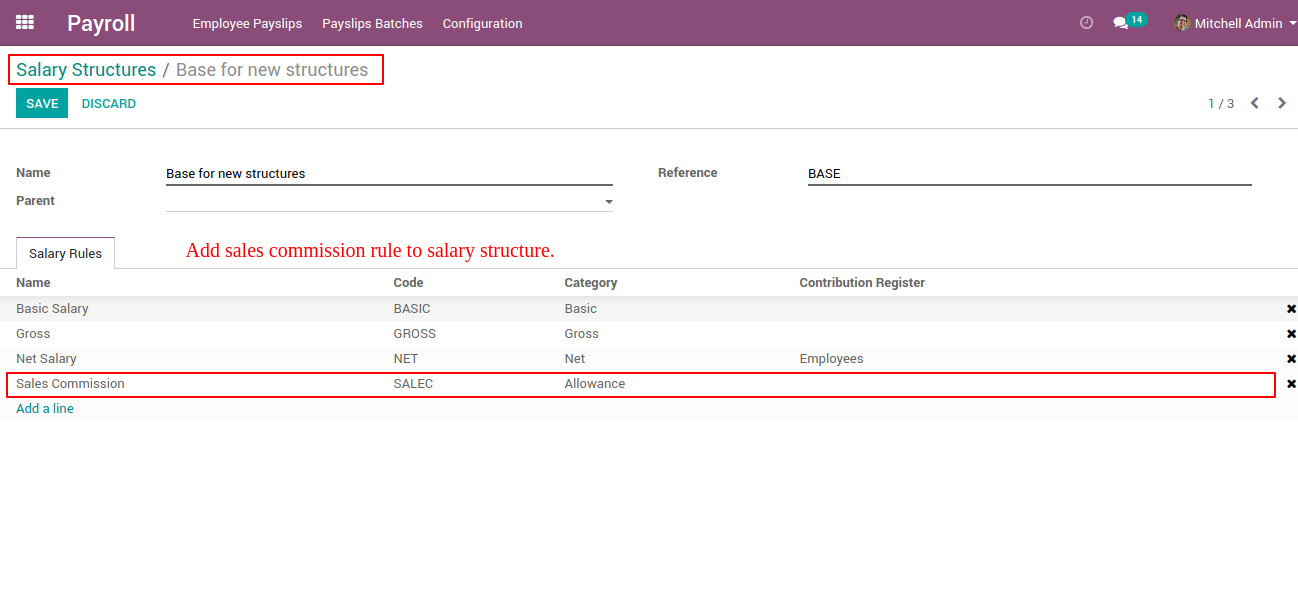 Payroll Employee Payslips Payslips Batches Configuration 14 Mitchell Admin
Salary Structures / Base for new structures
SAVE DISCARD 1 / 3
Name Base for new structures Reference BASE
Parent
Salary Rules Add sales commission rule to salary structure.
Name Code Category Contribution Register
Basic Salary BASIC Basic
Gross GROSS Gross
Net Salary NET Net Employees
Sales Commission SALEC Allowance
Add a line